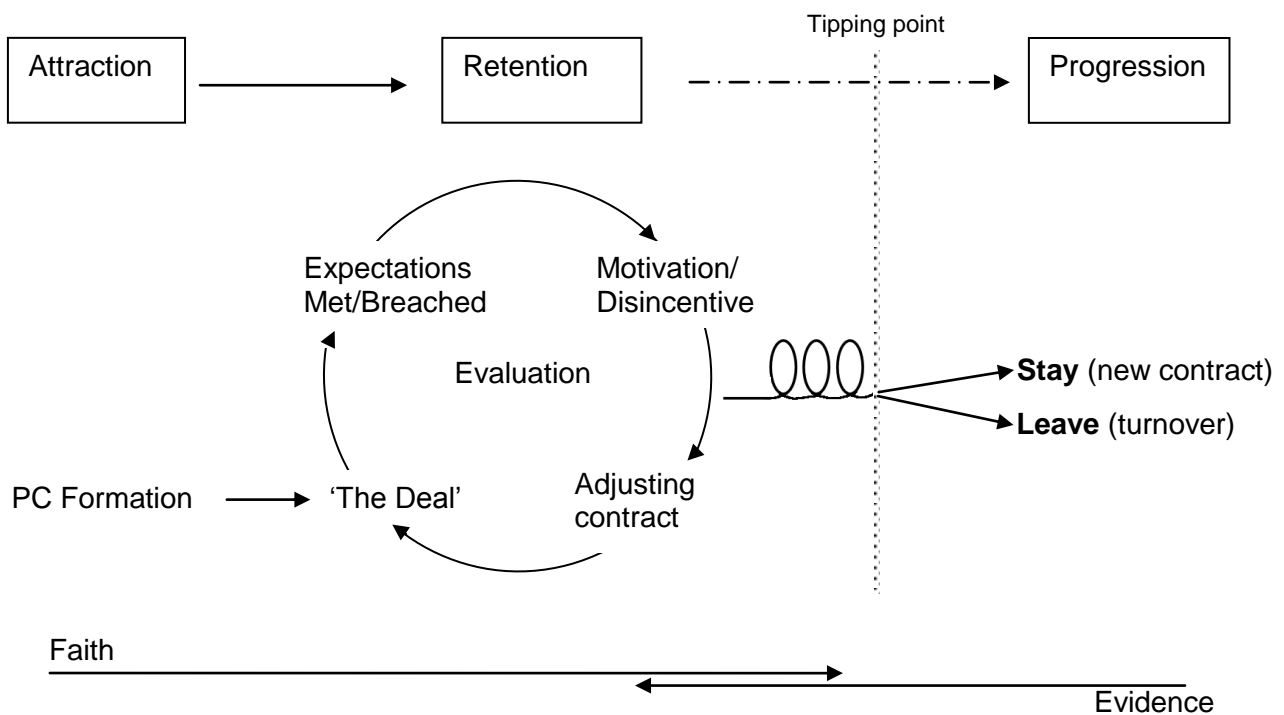 Tipping point
Attraction
Retention
Progression
Expectations
Met/Breached
Motivation/
Disincentive
Evaluation
Stay (new contract)
Leave (turnover)
PC Formation
‘The Deal’
Adjusting
contract
Faith
Evidence